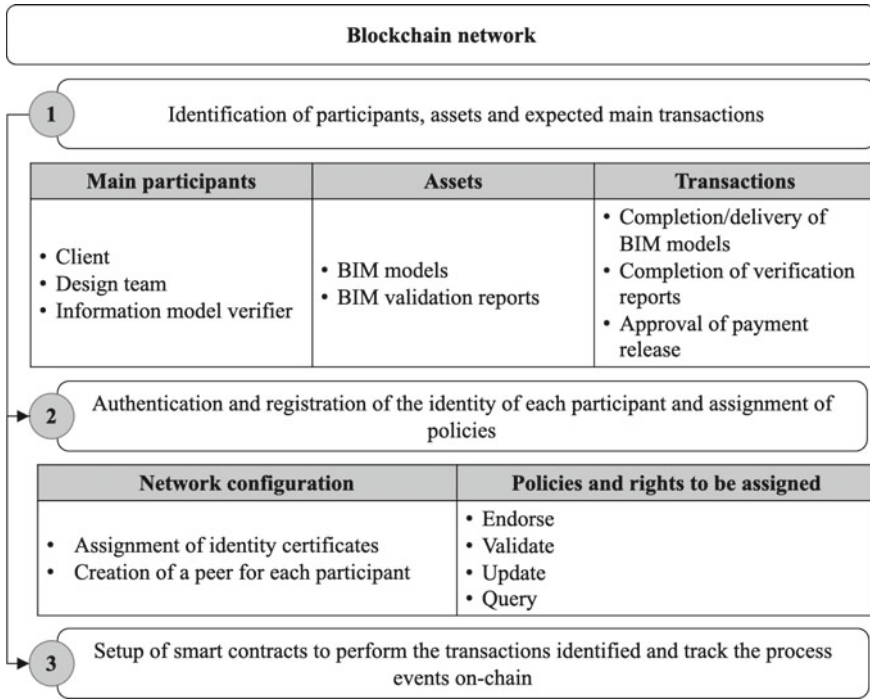 Blockchain network
1
Identification of participants, assets and expected main transactions
Main participants
Assets
Transactions
• Client
• Design team
• Information model verifier
• BIM models
• BIM validation reports
• Completion/delivery of
BIM models
• Completion of verification
reports
• Approval of payment
release
2
Authentication and registration of the identity of each participant and assignment of
policies
Network configuration
Policies and rights to be assigned
• Assignment of identity certificates
• Creation of a peer for each participant
• Endorse
• Validate
• Update
• Query
3
Setup of smart contracts to perform the transactions identified and track the process
events on-chain